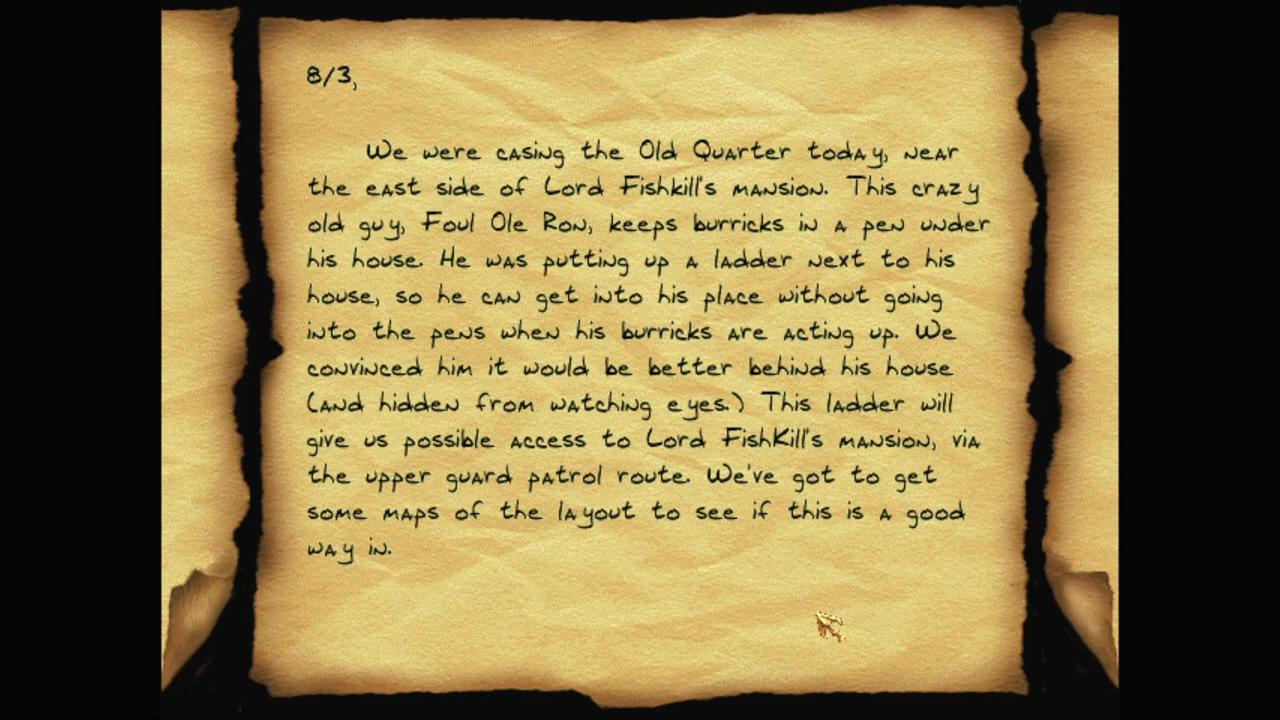 8/3,
We were casing the Old Quarter today, near
the east side of Lord Fishkill's mansion. This crazy
old guy, Foul Ole Ron, keeps burricks in a pen under
his house. He was putting up a ladder next to his
house, so he can get into his place without going
into the pens when his burricks are acting up. We
convinced him it would be better behind his house
(and hidden from watching eyes.) This ladder will
give us possible access to Lord FishKill's mansion, via
the upper guard patrol route. We've got to get
some maps of the layout to see if this is a good
way in.